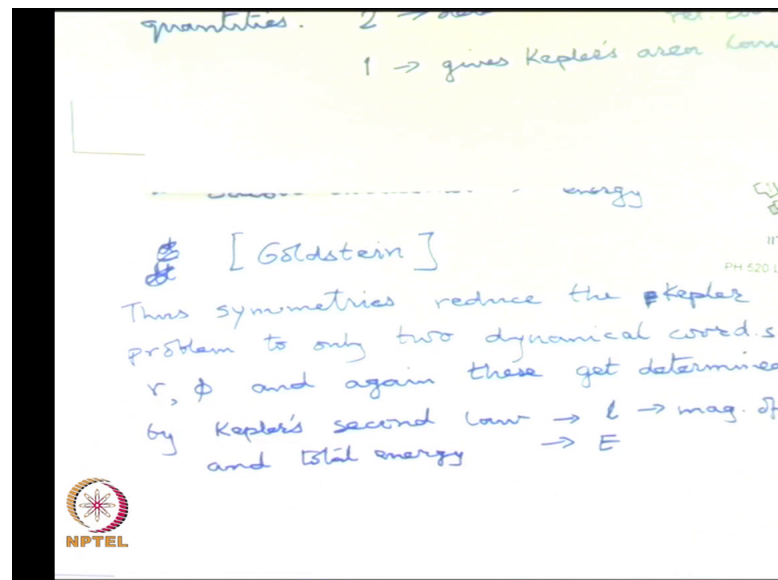 quantities. 2 →
1 → gives Kepler's area law
energy
[Goldstein]
PH 520 L
Thus symmetries reduce the Kepler
problem to only two dynamical coord.s
r, ϕ and again these get determined
by Kepler's second law → l → mag. of
and total energy → E
NPTEL